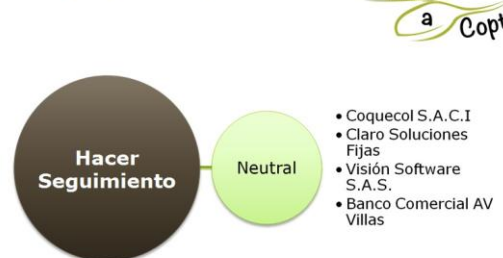 a
Hacer
Seguimiento
Neutral
• Coquecol S.A.C.I
• Claro Soluciones
Fijas
• Visión Software
S.A.S.
• Banco Comercial AV
Villas